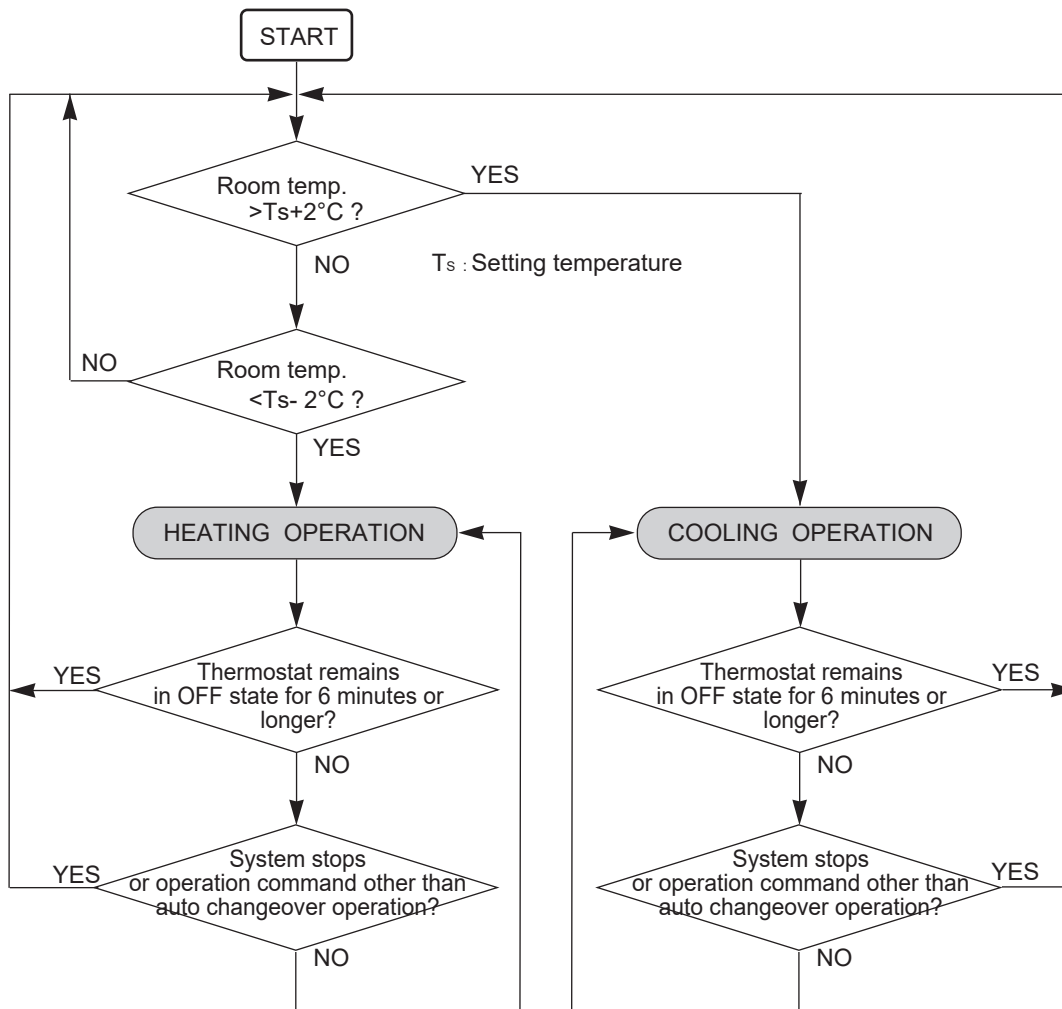 START
Room temp.
>Ts+2°C ?
YES
NO
Ts : Setting temperature
Room temp.
<Ts- 2°C ?
NO
YES
HEATING OPERATION
COOLING OPERATION
Thermostat remains
in OFF state for 6 minutes or
longer?
YES
NO
Thermostat remains
in OFF state for 6 minutes or
longer?
YES
NO
System stops
or operation command other than
auto changeover operation?
YES
NO
System stops
or operation command other than
auto changeover operation?
YES
NO